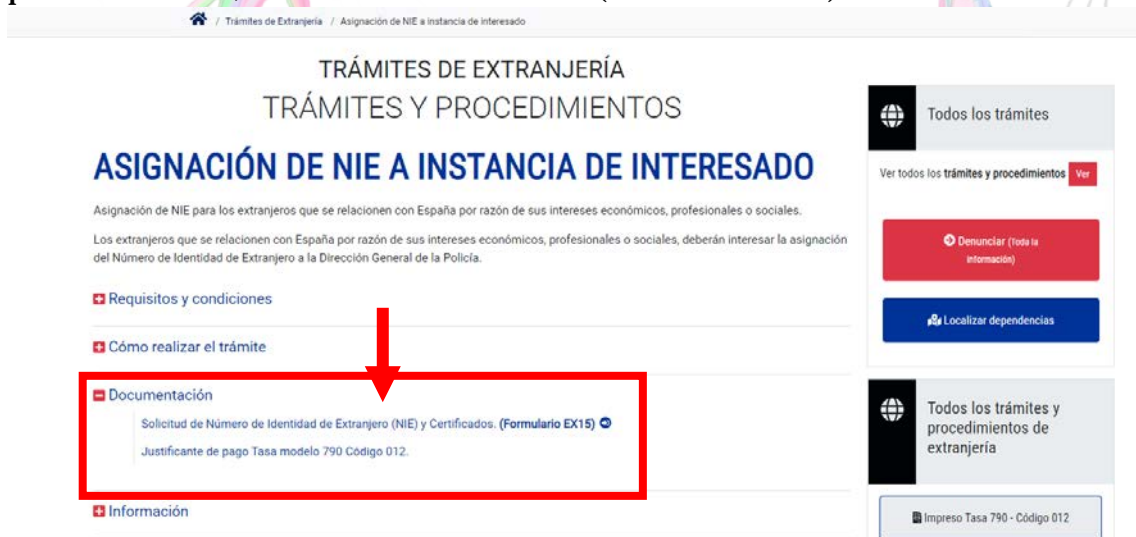 / Trámites de Extranjería / Asignación de NIE a instancia de interesado
TRÁMITES DE EXTRANJERÍA
TRÁMITES Y PROCEDIMIENTOS
ASIGNACIÓN DE NIE A INSTANCIA DE INTERESADO
Asignación de NIE para los extranjeros que se relacionen con España por razón de sus intereses económicos, profesionales o sociales.
Los extranjeros que se relacionen con España por razón de sus intereses económicos, profesionales o sociales, deberán interesar la asignación
del Número de Identidad de Extranjero a la Dirección General de la Policía.
Requisitos y condiciones
Cómo realizar el trámite
Documentación
Solicitud de Número de Identidad de Extranjero (NIE) y Certificados. (Formulario EX15)
Justificante de pago Tasa modelo 790 Código 012.
Información
Todos los trámites
Ver todos los trámites y procedimientos Ver
Denunciar (Toda la
información)
Localizar dependencias
Todos los trámites y
procedimientos de
extranjería
Impreso Tasa 790 - Código 012